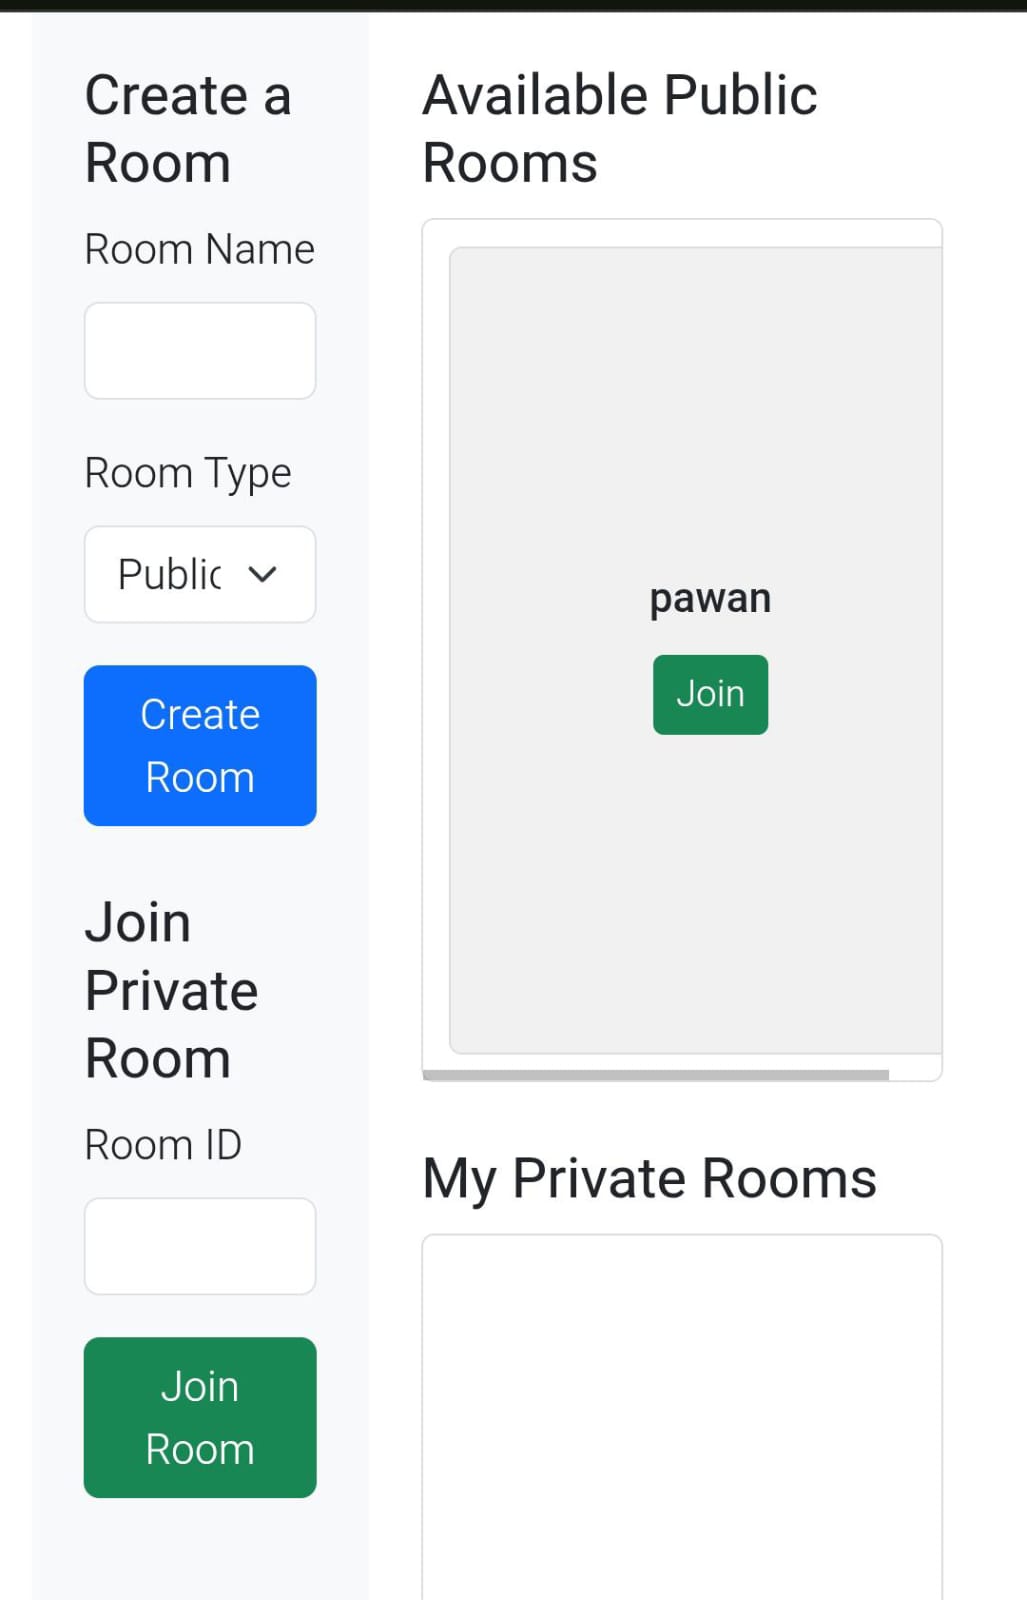 Create a
Room
Room Name
Room Type
Public
Create
Room
Join
Private
Room
Room ID
Join
Room
Available Public
Rooms
pawan
Join
My Private Rooms